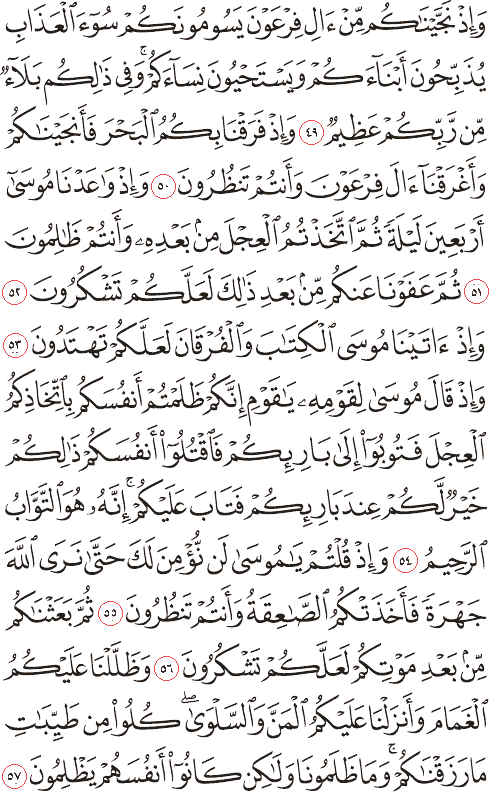 وَإِذْ نَجَّيْنَٰكُم مِّنْ ءَالِ فِرْعَوْنَ يَسُومُونَكُمْ سُوٓءَ ٱلْعَذَابِ
يُذَبِّحُونَ أَبْنَآءَكُمْ وَيَسْتَحْيُونَ نِسَآءَكُمْ ۚ وَفِى ذَٰلِكُم بَلَآءٌ
مِّن رَّبِّكُمْ عَظِيمٌ ٤٩ وَإِذْ فَرَقْنَا بِكُمُ ٱلْبَحْرَ فَأَنجَيْنَٰكُمْ
وَأَغْرَقْنَآ ءَالَ فِرْعَوْنَ وَأَنتُمْ تَنظُرُونَ ٥٠ وَإِذْ وَٰعَدْنَا مُوسَىٰٓ
أَرْبَعِينَ لَيْلَةً ثُمَّ ٱتَّخَذْتُمُ ٱلْعِجْلَ مِنۢ بَعْدِهِۦ وَأَنتُمْ ظَٰلِمُونَ
٥١ ثُمَّ عَفَوْنَا عَنكُم مِّنۢ بَعْدِ ذَٰلِكَ لَعَلَّكُمْ تَشْكُرُونَ ٥٢
وَإِذْ ءَاتَيْنَا مُوسَى ٱلْكِتَٰبَ وَٱلْفُرْقَانَ لَعَلَّكُمْ تَهْتَدُونَ ٥٣
وَإِذْ قَالَ مُوسَىٰ لِقَوْمِهِۦ يَٰقَوْمِ إِنَّكُمْ ظَلَمْتُمْ أَنفُسَكُم بِٱتِّخَاذِكُمُ
ٱلْعِجْلَ فَتُوبُوٓا۟ إِلَىٰ بَارِئِكُمْ فَٱقْتُلُوٓا۟ أَنفُسَكُمْ ذَٰلِكُمْ
خَيْرٌ لَّكُمْ عِندَ بَارِئِكُمْ فَتَابَ عَلَيْكُمْ ۚ إِنَّهُۥ هُوَ ٱلتَّوَّابُ
ٱلرَّحِيمُ ٥٤ وَإِذْ قُلْتُمْ يَٰمُوسَىٰ لَن نُّؤْمِنَ لَكَ حَتَّىٰ نَرَى ٱللَّهَ
جَهْرَةً فَأَخَذَتْكُمُ ٱلصَّٰعِقَةُ وَأَنتُمْ تَنظُرُونَ ٥٥ ثُمَّ بَعَثْنَٰكُم
مِّنۢ بَعْدِ مَوْتِكُمْ لَعَلَّكُمْ تَشْكُرُونَ ٥٦ وَظَلَّلْنَا عَلَيْكُمُ
ٱلْغَمَامَ وَأَنزَلْنَا عَلَيْكُمُ ٱلْمَنَّ وَٱلسَّلْوَىٰ ۖ كُلُوا۟ مِن طَيِّبَٰتِ
مَا رَزَقْنَٰكُمْ ۖ وَمَا ظَلَمُونَا وَلَٰكِن كَانُوٓا۟ أَنفُسَهُمْ يَظْلِمُونَ ٥٧